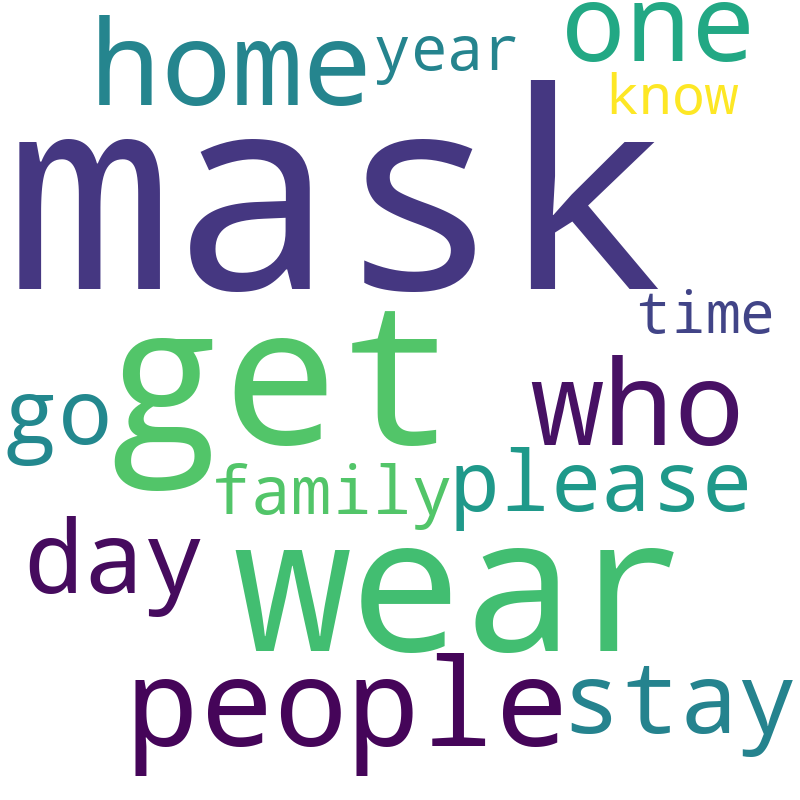 home year one
know
mask
time
get
go who
family please
day
wear
people stay